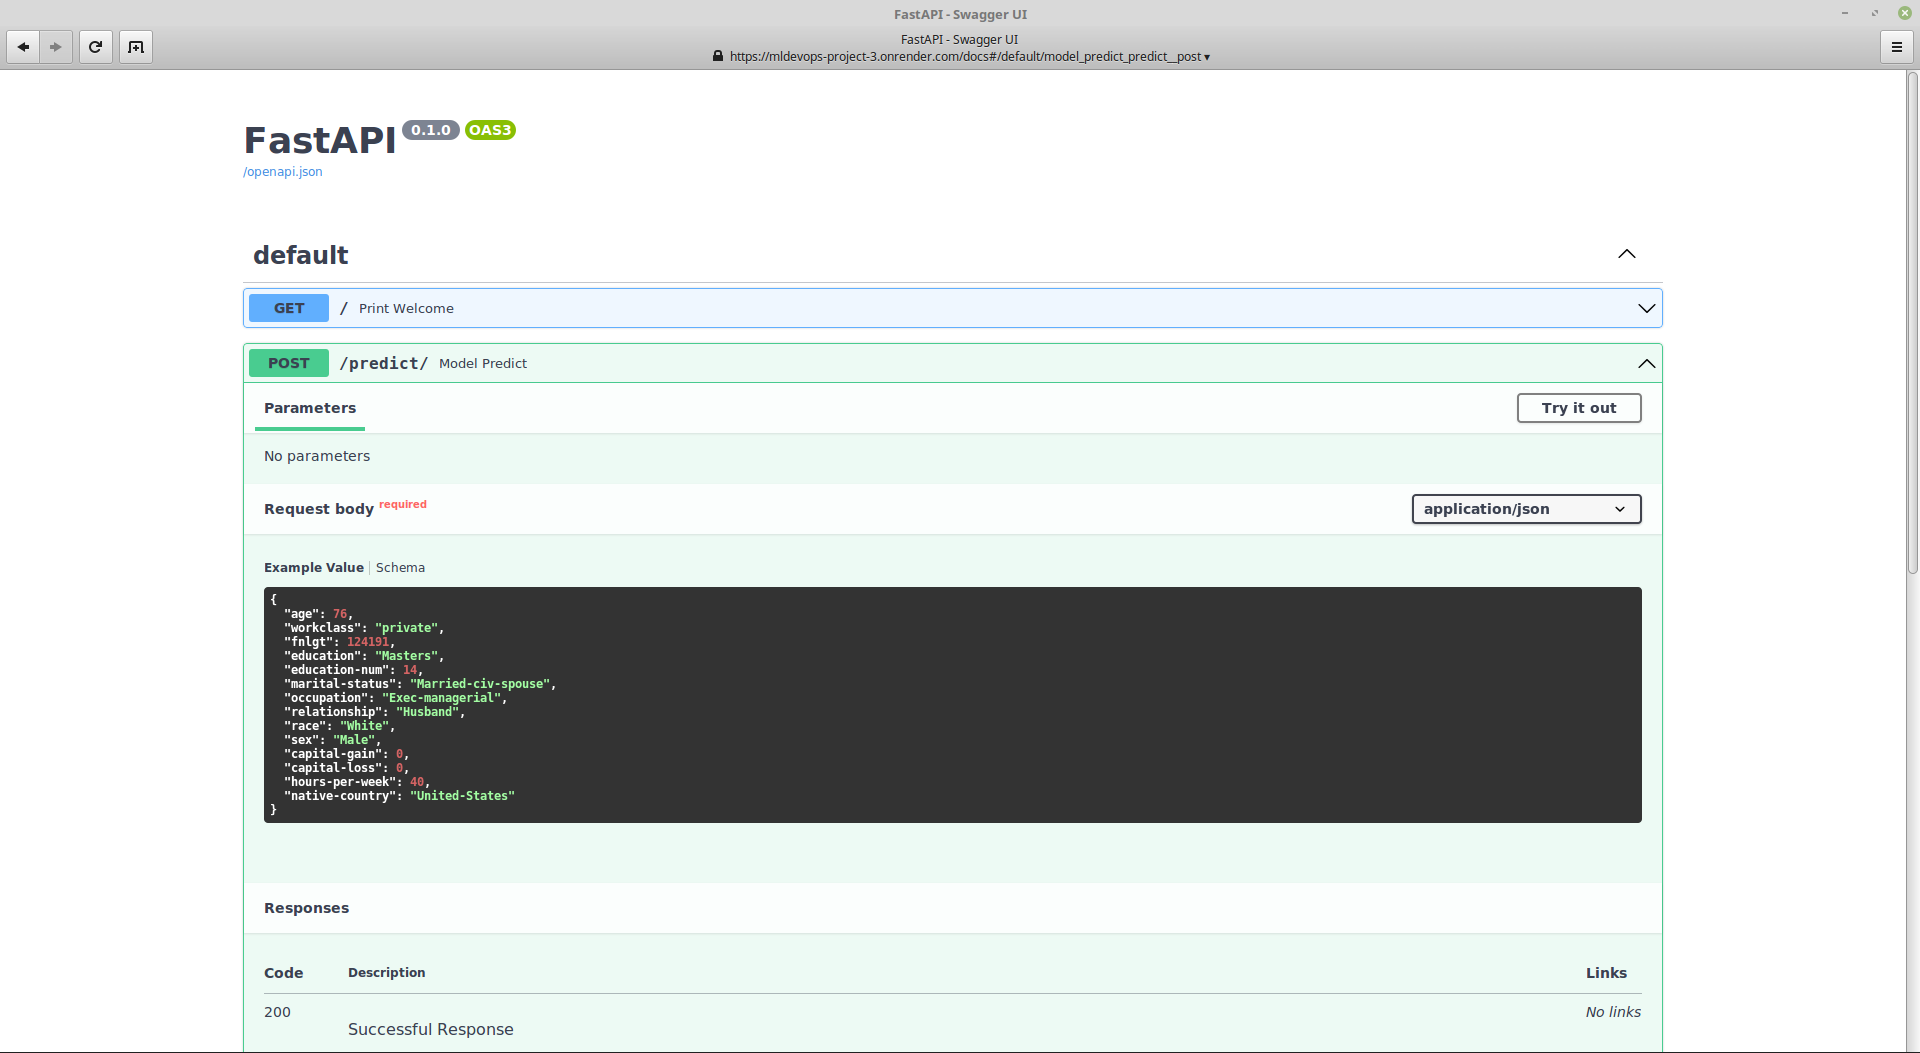 FastAPI - Swagger UI
FastAPI - Swagger UI
https://mldevops-project-3.onrender.com/docs#/default/model_predict_predict__post ▾
FastAPI 0.1.0 OAS3
/openapi.json
default
GET / Print Welcome
POST /predict/ Model Predict
Parameters Try it out
No parameters
Request body required application/json
Example Value Schema
{
"age": 76,
"workclass": "private",
"fnlgt": 124191,
"education": "Masters",
"education-num": 14,
"marital-status": "Married-civ-spouse",
"occupation": "Exec-managerial",
"relationship": "Husband",
"race": "White",
"sex": "Male",
"capital-gain": 0,
"capital-loss": 0,
"hours-per-week": 40,
"native-country": "United-States"
}
Responses
Code Description Links
200 No links
Successful Response